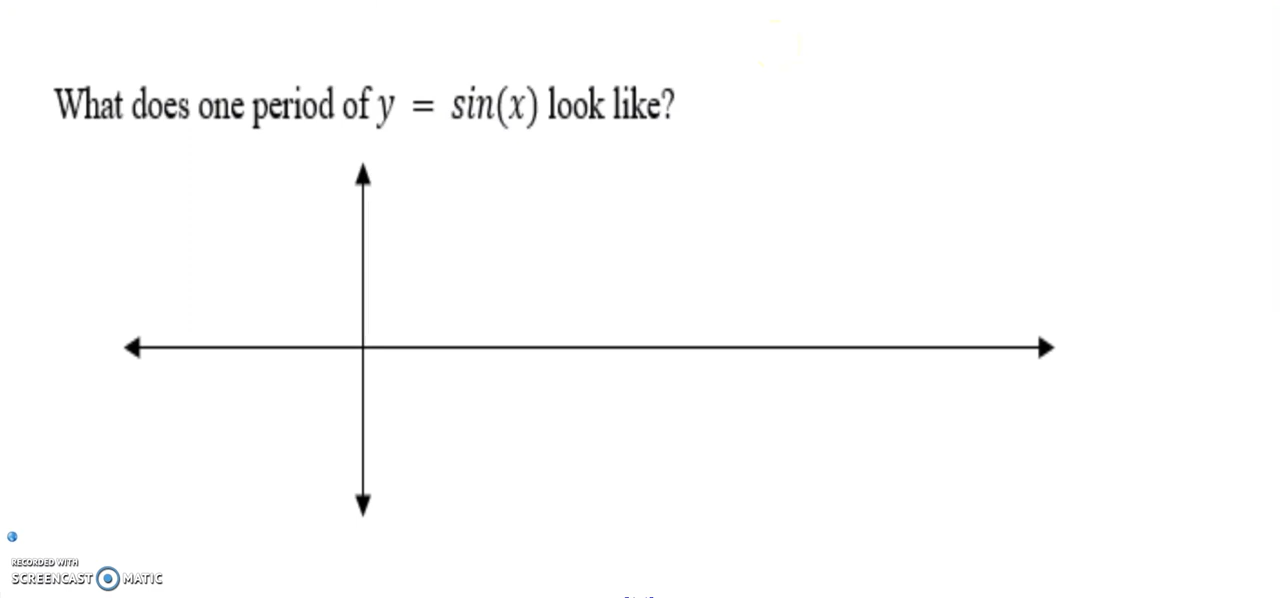 What does one period of y = sin(x) look like?
RECORDED WITH
SCREENCAST MATIC